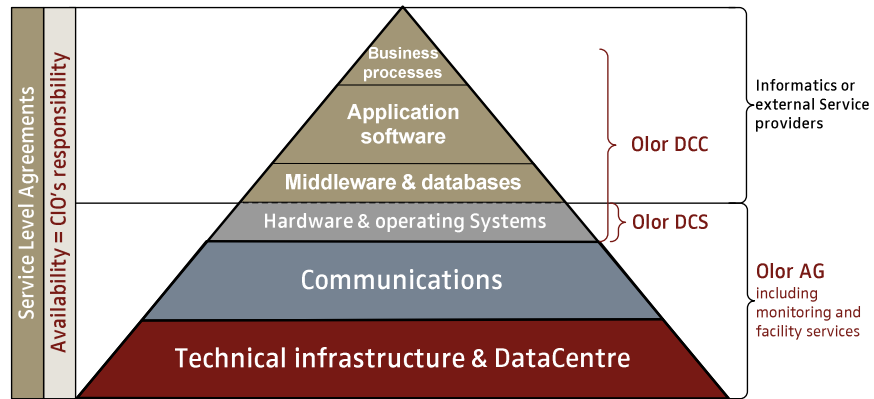 Service Level Agreements
Availability = CIO's responsibility
Business
processes
Application
software
Middleware & databases
Hardware & operating Systems
Communications
Technical infrastructure & DataCentre
Olor DCC
Olor DCS
Informatics or
external Service
providers
Olor AG
including
monitoring and
facility services